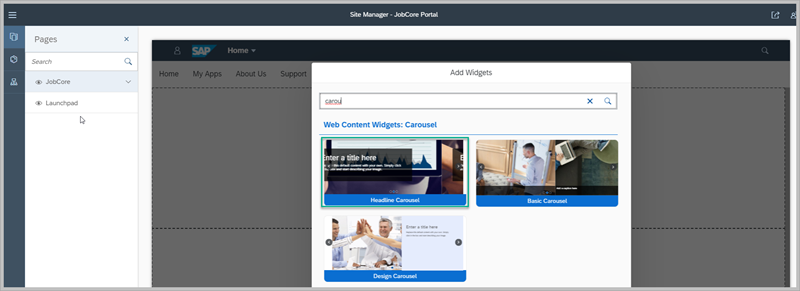 Site Manager - JobCore Portal
Pages
Search
JobCore
Launchpad
SAP
Home
Home My Apps About Us Support
Add Widgets
carou
Web Content Widgets: Carousel
Enter a title here
Headline Carousel
Basic Carousel
Enter a title here
Design Carousel